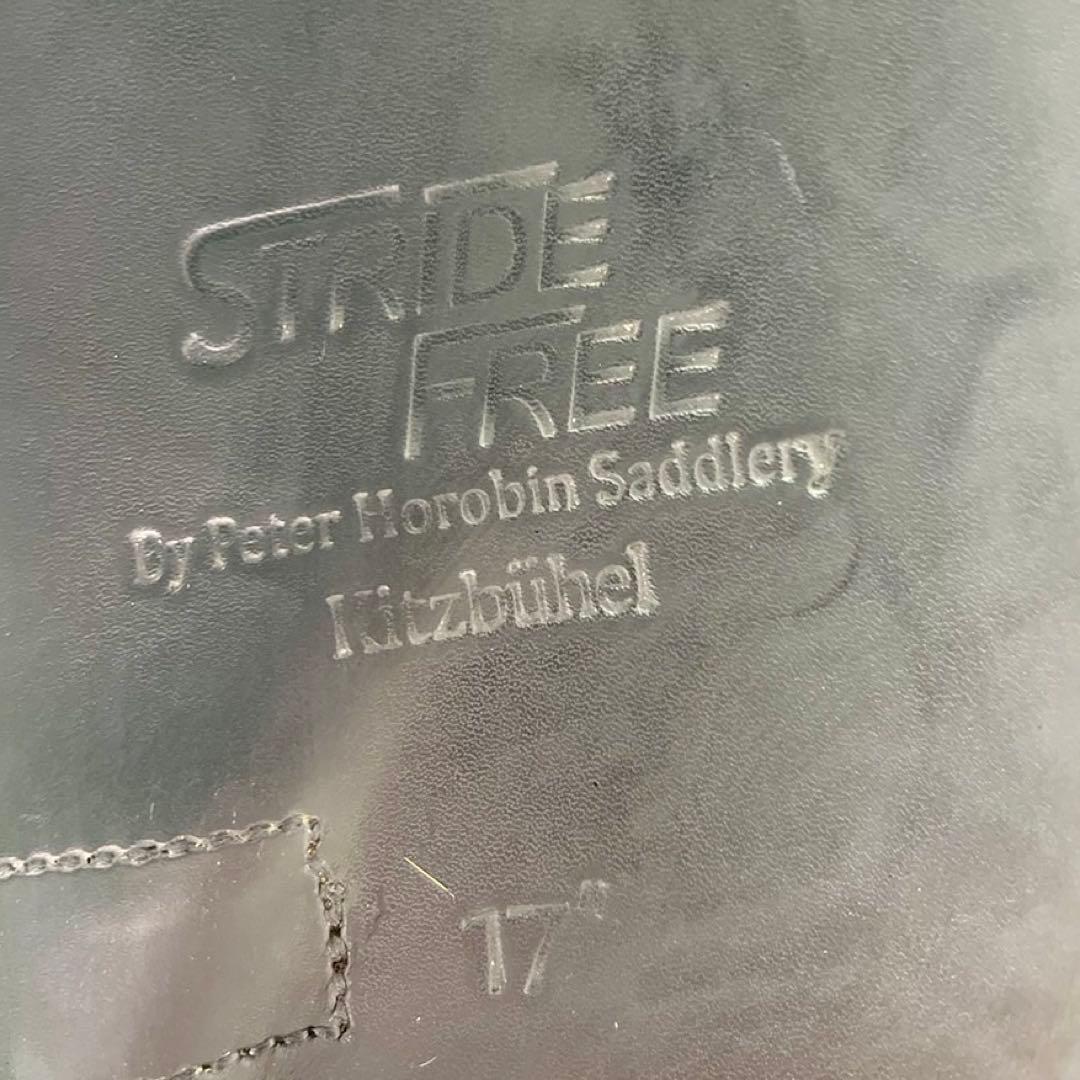 STRIDE
FREE
By Peter Horobin Saddlery
Kitzbühel
17"